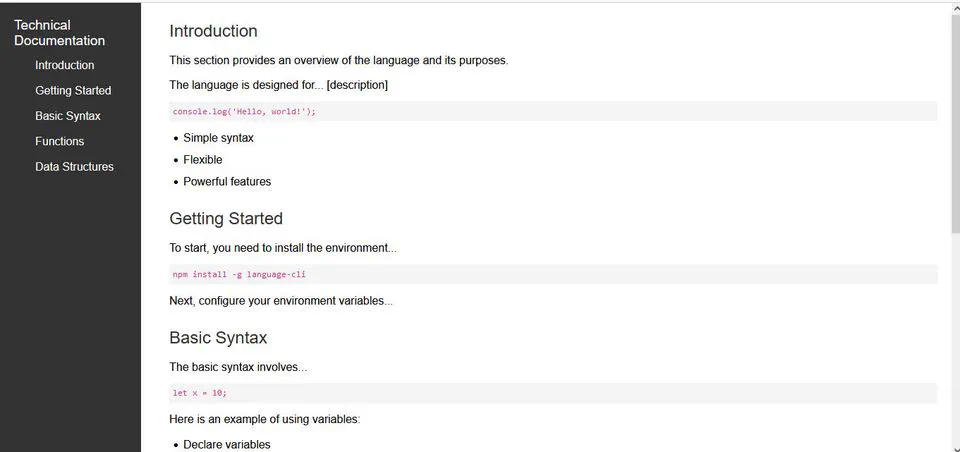 Technical
Documentation
Introduction
Getting Started
Basic Syntax
Functions
Data Structures
Introduction
This section provides an overview of the language and its purposes.
The language is designed for... [description]
console.log('Hello, world!');
• Simple syntax
• Flexible
• Powerful features
Getting Started
To start, you need to install the environment...
npm install -g language-cli
Next, configure your environment variables...
Basic Syntax
The basic syntax involves...
let x = 10;
Here is an example of using variables:
• Declare variables